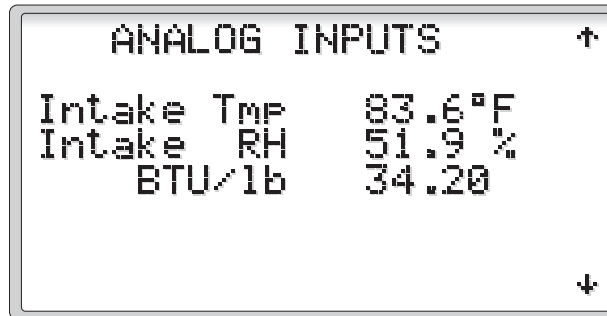 ANALOG INPUTS
Intake Tmp 83.6°F
Intake RH 51.9 %
BTU/lb 34.20